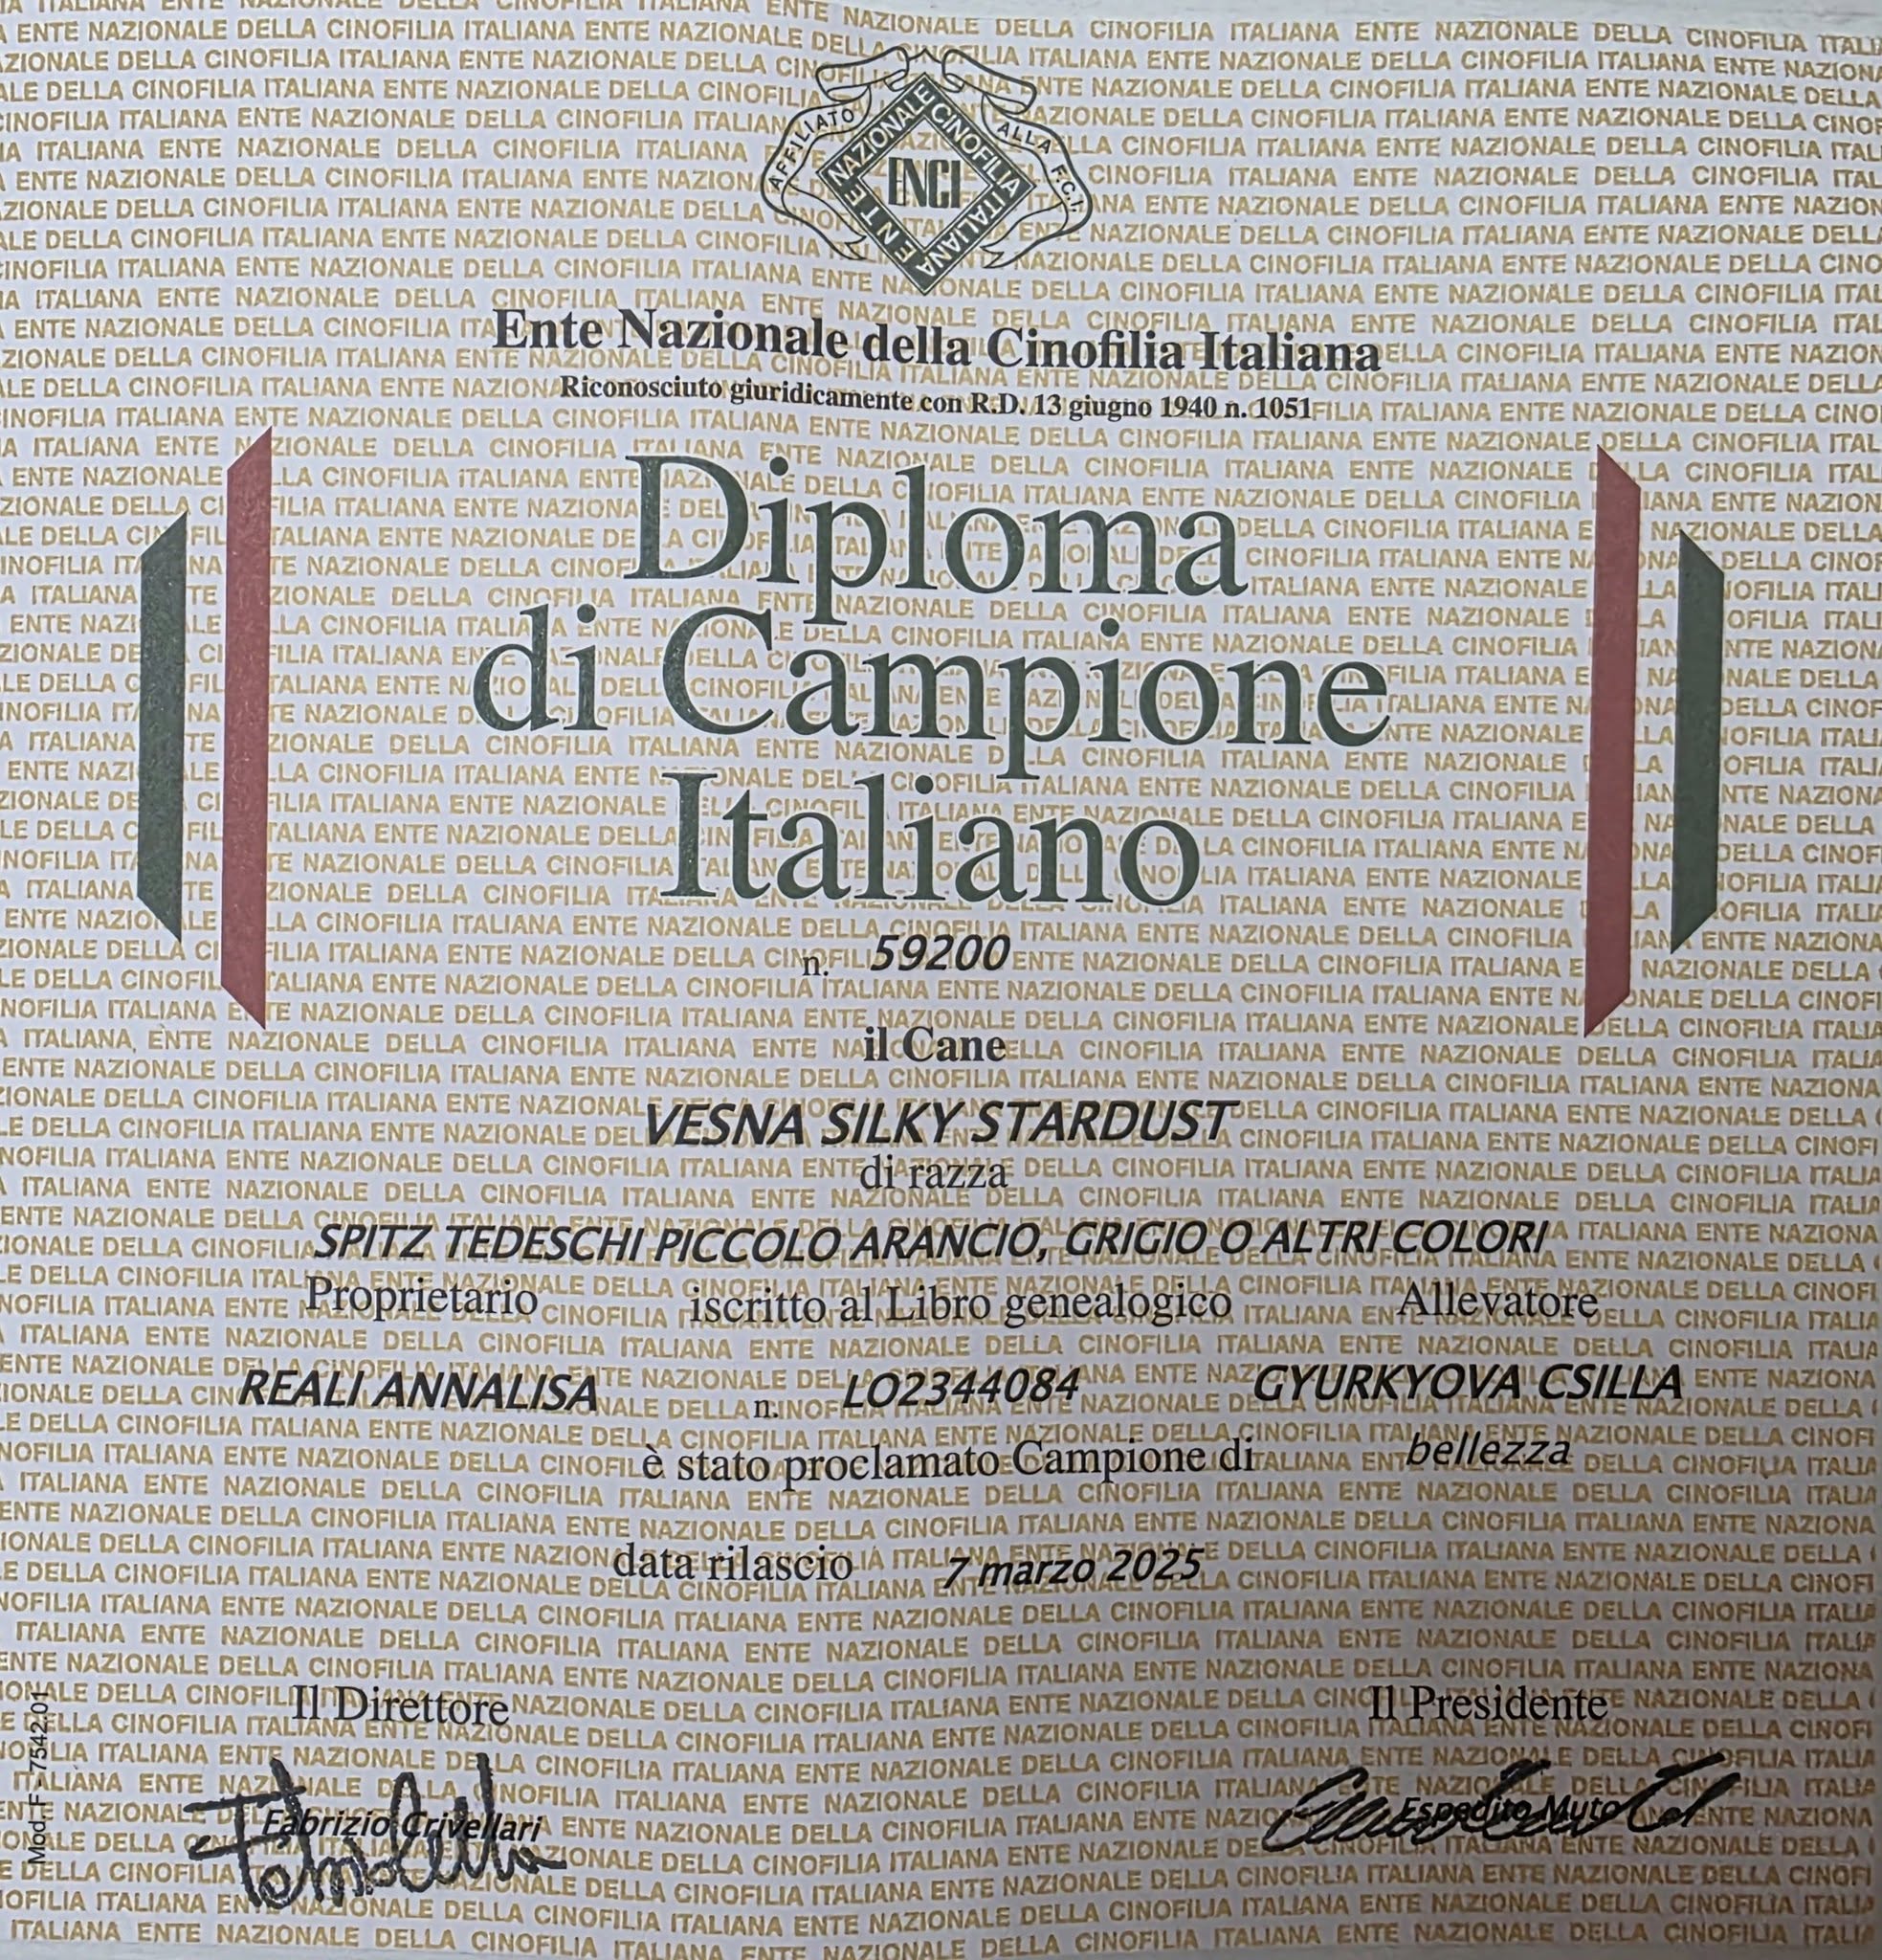 AFFILIATO ALLA F.C.I.
ENTE NAZIONALE CINOFILIA ITALIANA
ENCI
Ente Nazionale della Cinofilia Italiana
Riconosciuto giuridicamente con R.D. 13 giugno 1940 n. 1051
Diploma
di Campione
Italiano
n. 59200
il Cane
VESNA SILKY STARDUST
di razza
SPITZ TEDESCHI PICCOLO ARANCIO, GRIGIO O ALTRI COLORI
Proprietario iscritto al Libro genealogico Allevatore
REALI ANNALISA n. LO2344084 GYURKYOVA CSILLA
è stato proclamato Campione di bellezza
data rilascio 7 marzo 2025
Il Direttore Il Presidente
Fabrizio Crivellari Espedito Muto
Mod. F - 7542.01